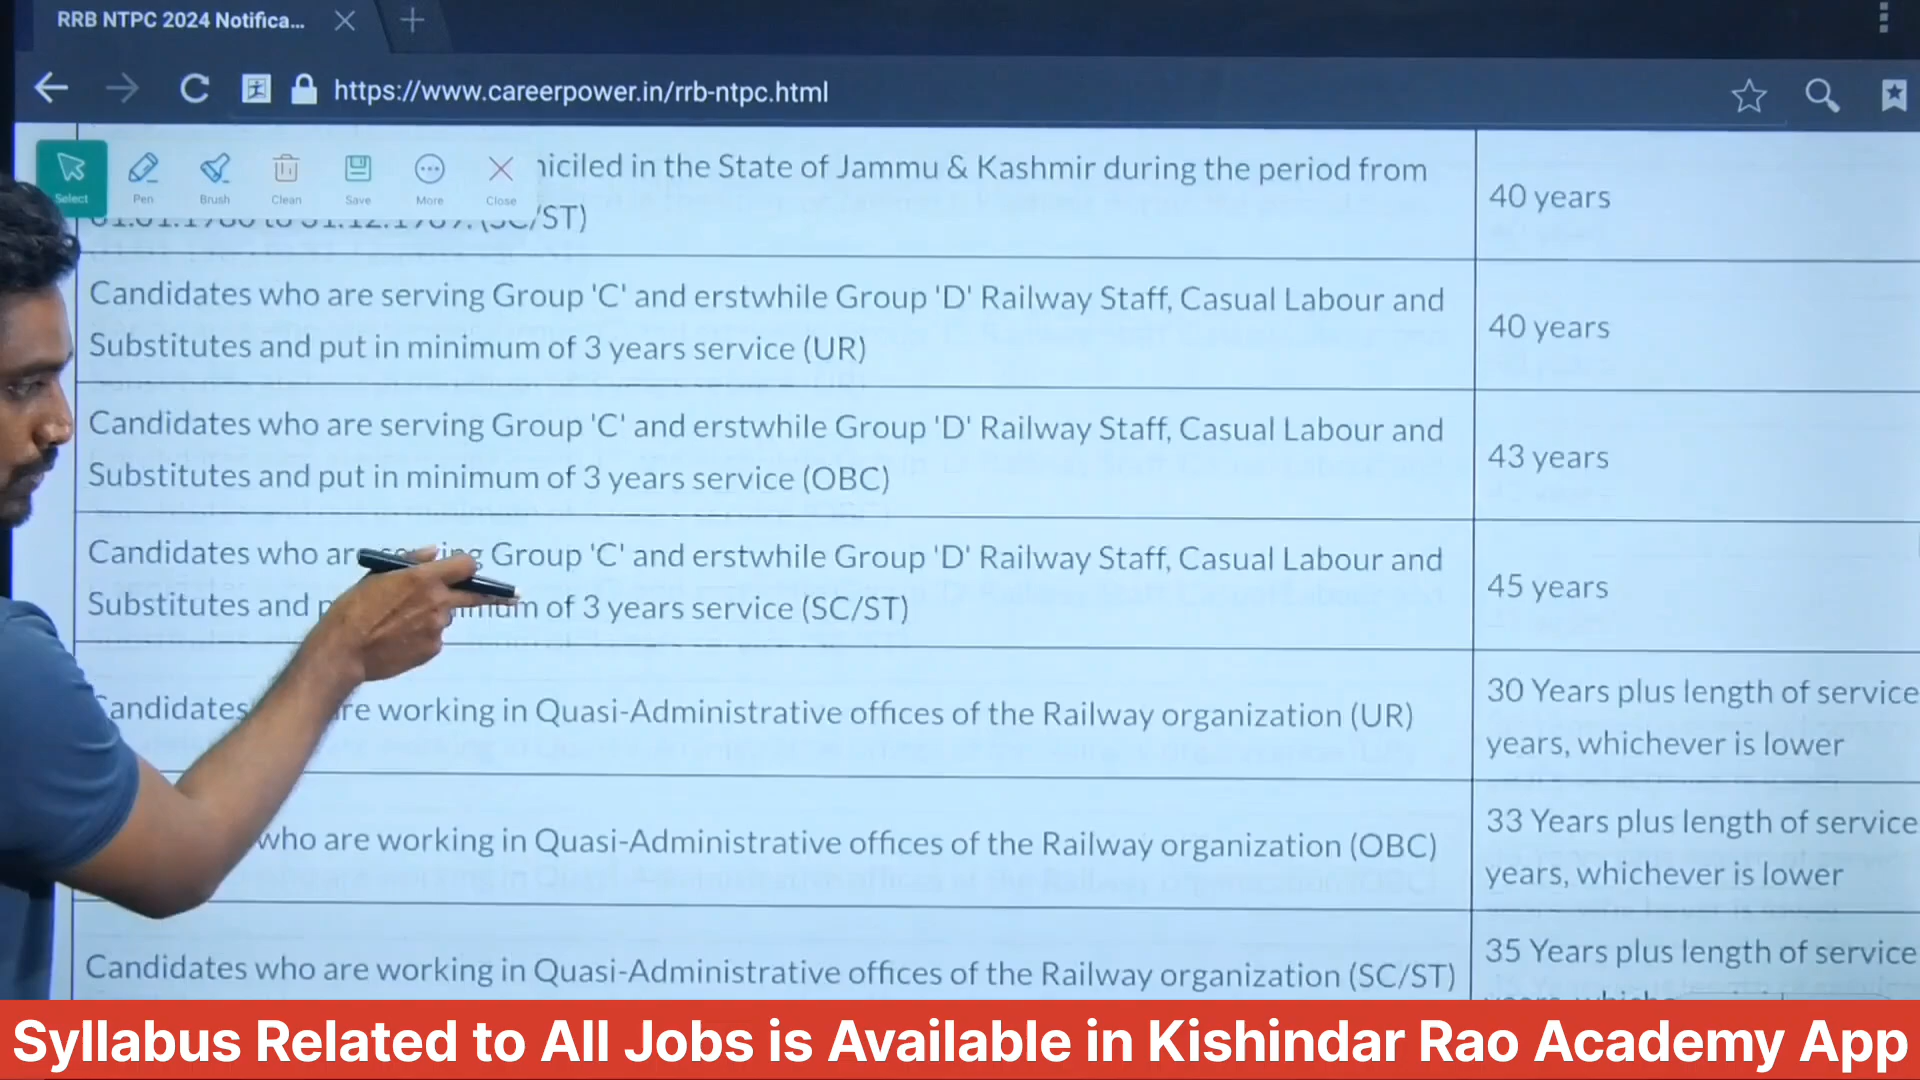 RRB NTPC 2024 Notifica...
https://www.careerpower.in/rrb-ntpc.html
Select Pen Brush Clean Save More Close
in the State of Jammu & Kashmir during the period from
40 years
Candidates who are serving Group 'C' and erstwhile Group 'D' Railway Staff, Casual Labour and
Substitutes and put in minimum of 3 years service (UR)
40 years
Candidates who are serving Group 'C' and erstwhile Group 'D' Railway Staff, Casual Labour and
Substitutes and put in minimum of 3 years service (OBC)
43 years
Candidates who Group 'C' and erstwhile Group 'D' Railway Staff, Casual Labour and
Substitutes and of 3 years service (SC/ST)
45 years
working in Quasi-Administrative offices of the Railway organization (UR)
30 Years plus length of service
years, whichever is lower
who are working in Quasi-Administrative offices of the Railway organization (OBC)
33 Years plus length of service
years, whichever is lower
Candidates who are working in Quasi-Administrative offices of the Railway organization (SC/ST)
35 Years plus length of service
Syllabus Related to All Jobs is Available in Kishindar Rao Academy App